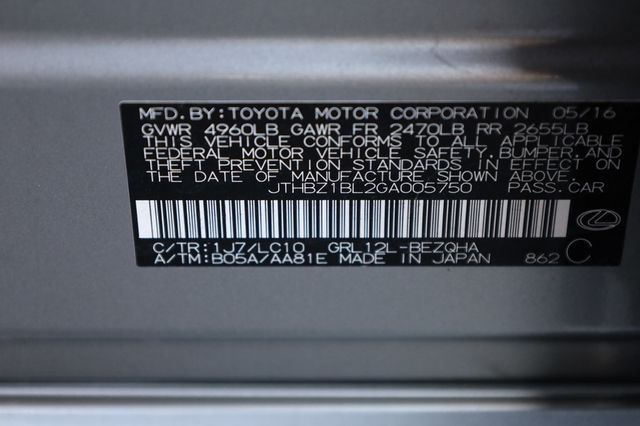 MFD. BY: TOYOTA MOTOR CORPORATION 05/16
GVWR 4960LB GAWR FR 2470LB RR 2655LB
THIS VEHICLE CONFORMS TO ALL APPLICABLE
FEDERAL MOTOR VEHICLE SAFETY, BUMPER, AND
THEFT PREVENTION STANDARDS IN EFFECT ON
THE DATE OF MANUFACTURE SHOWN ABOVE.
JTHBZ1BL2GA005750 PASS.CAR
C/TR:1J7/LC10 GRL12L-BEZQHA
A/TM:B05A/AA81E MADE IN JAPAN 862 C